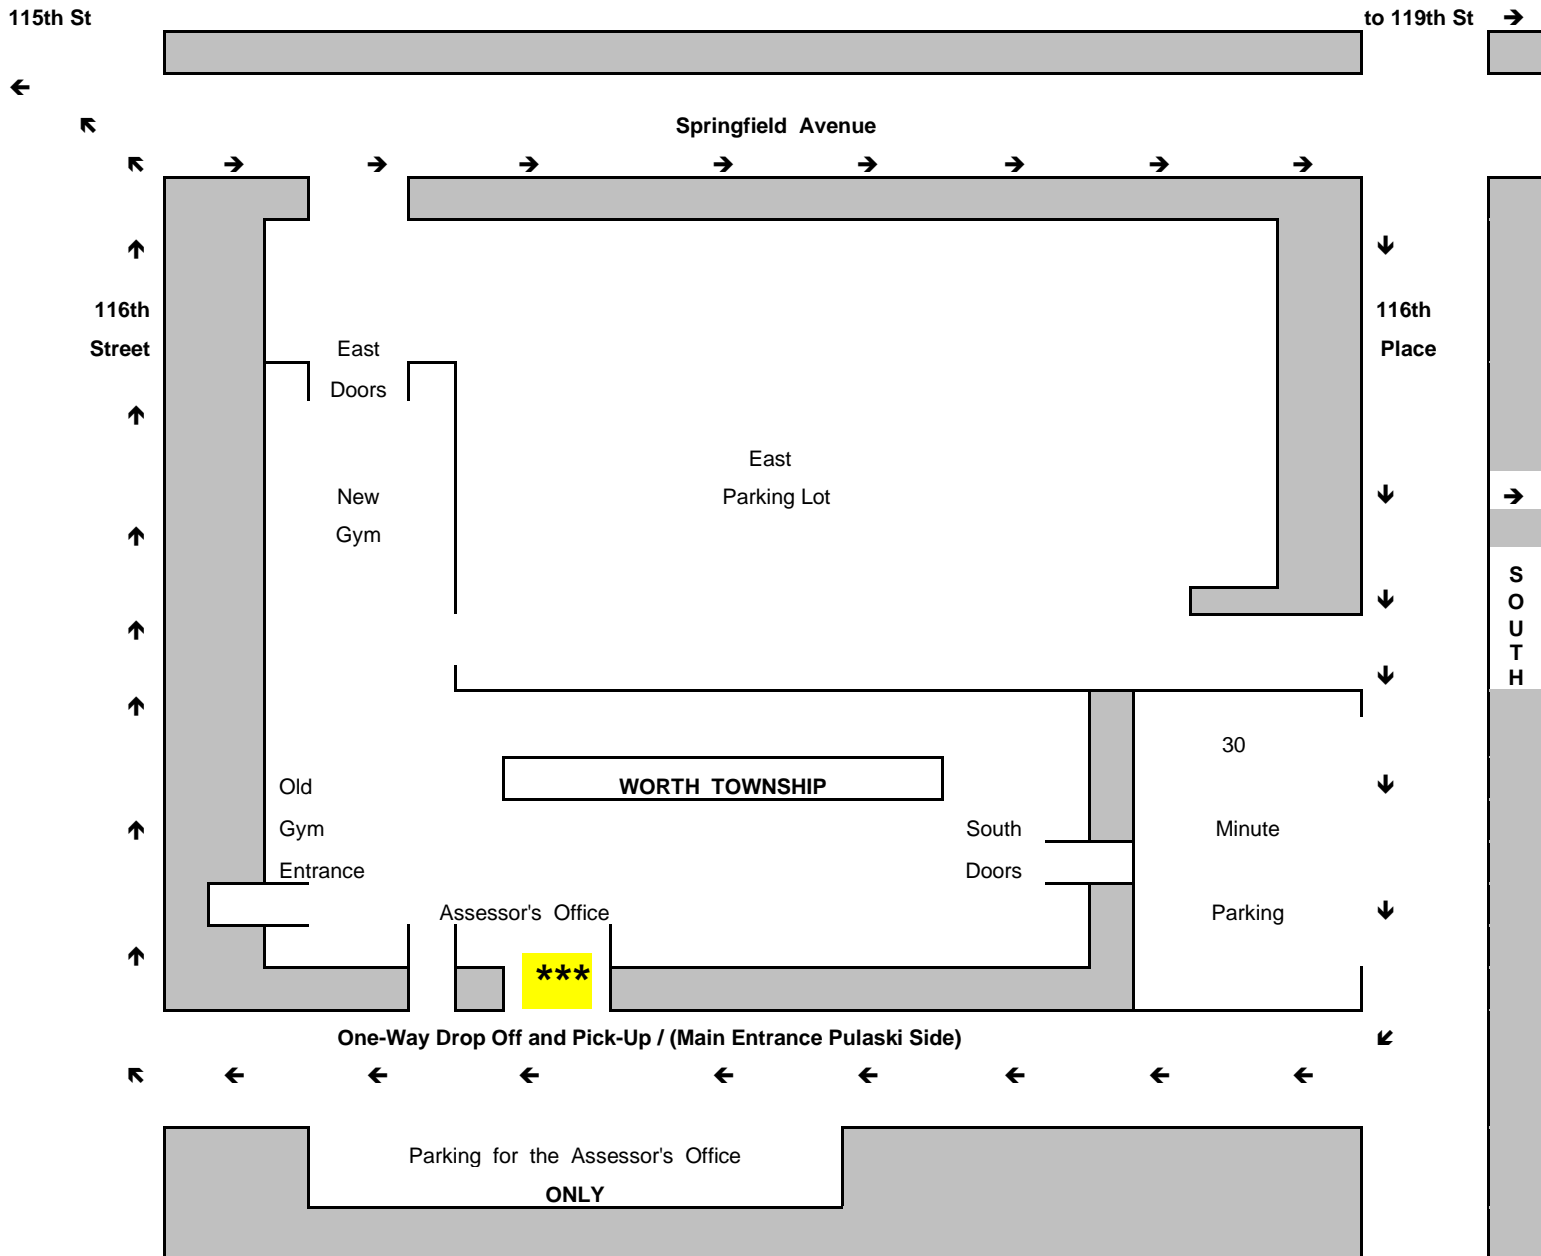 115th St
to 119th St →
←
↖
Springfield Avenue
↖ → → → → → → → →
↑ ↓
116th
Street
116th
Place
East
Doors
↑
East
Parking Lot
New
Gym
↓ →
↑
↓
S
O
U
T
H
↑
↓
↑
30
Minute
Parking
WORTH TOWNSHIP
↓
Old
Gym
Entrance
↑
South
Doors
Assessor's Office
↓
↑
***
One-Way Drop Off and Pick-Up / (Main Entrance Pulaski Side)
↙
↖ ← ← ← ← ← ← ← ←
Parking for the Assessor's Office
ONLY